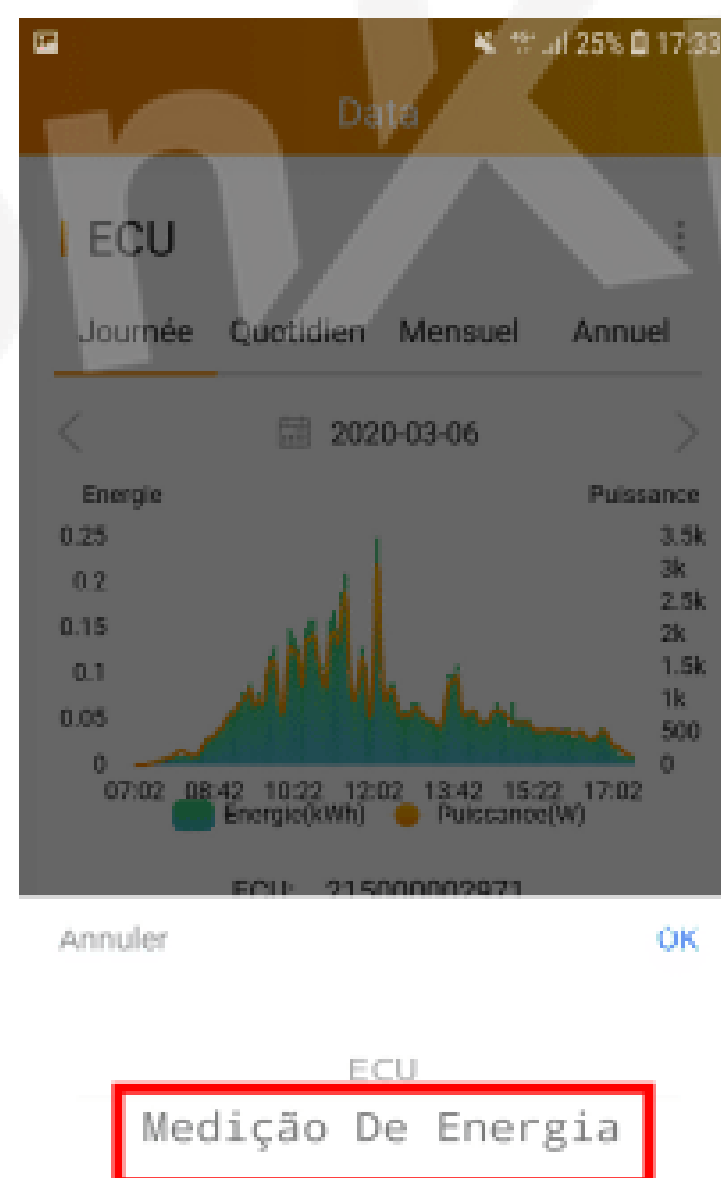 25% 17:33
Data
ECU
Journée Quotidien Mensuel Annuel
2020-03-06
Energie Puissance
0.25 3.5k
3k
0.2
2.5k
0.15 2k
0.1 1.5k
1k
0.05
500
0 0
07:02 08:42 10:22 12:02 13:42 15:22 17:02
Energie(kWh) Puissance(W)
ECU: 215000002971
Annuler OK
ECU
Medição De Energia